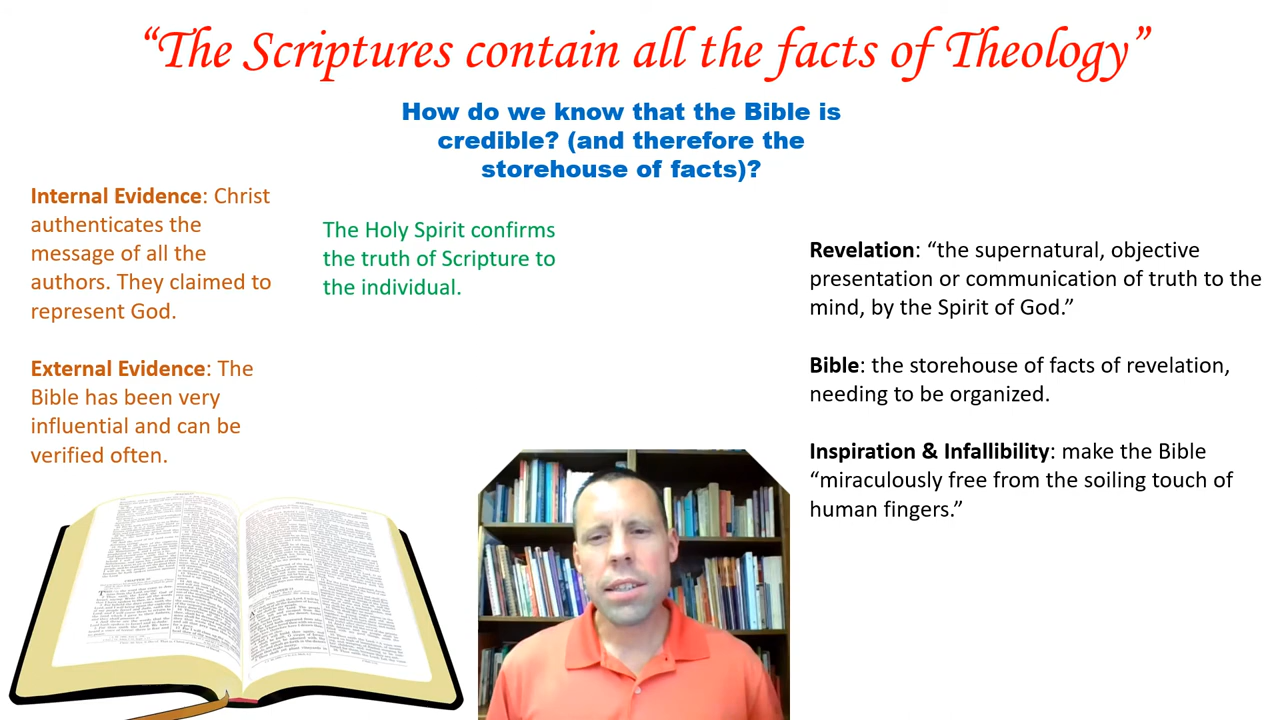 “The Scriptures contain all the facts of Theology”
How do we know that the Bible is
credible? (and therefore the
storehouse of facts)?
Internal Evidence: Christ
authenticates the
message of all the
authors. They claimed to
represent God.
External Evidence: The
Bible has been very
influential and can be
verified often.
The Holy Spirit confirms
the truth of Scripture to
the individual.
Revelation: “the supernatural, objective
presentation or communication of truth to the
mind, by the Spirit of God.”
Bible: the storehouse of facts of revelation,
needing to be organized.
Inspiration & Infallibility: make the Bible
“miraculously free from the soiling touch of
human fingers.”